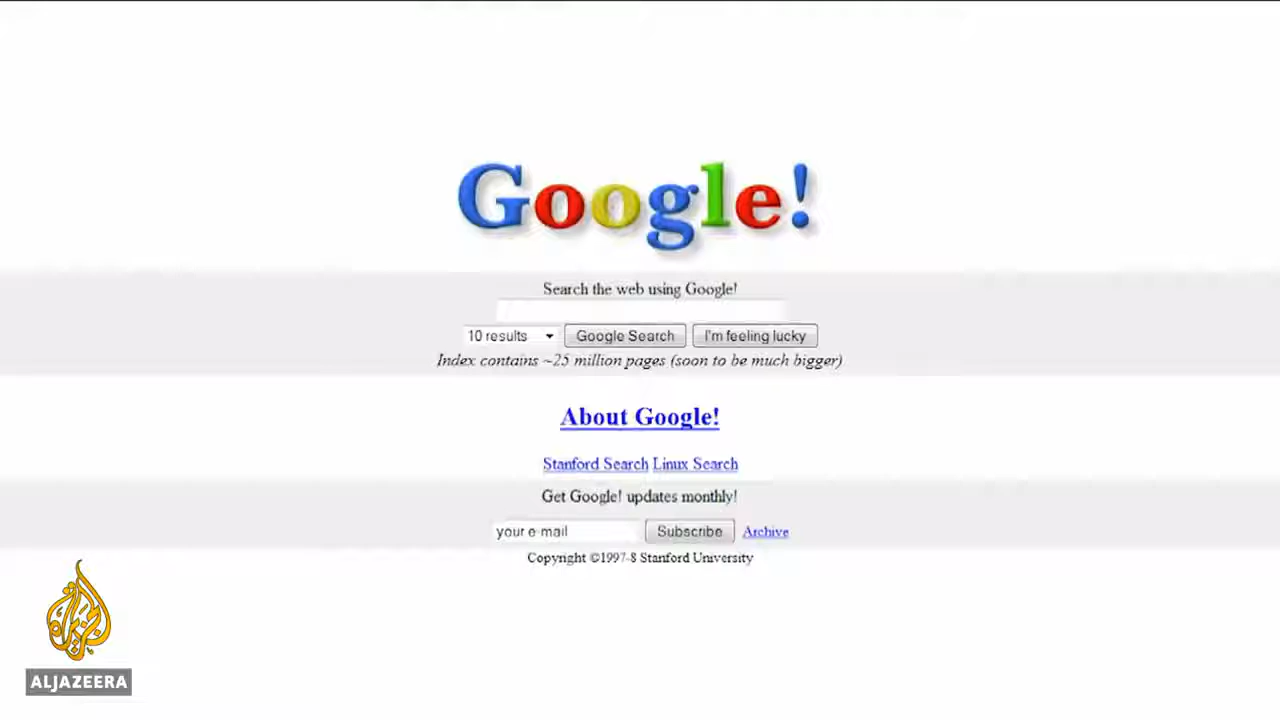 Google!
Search the web using Google!
10 results Google Search I'm feeling lucky
Index contains ~25 million pages (soon to be much bigger)
About Google!
Stanford Search Linux Search
Get Google! updates monthly!
your e-mail Subscribe Archive
Copyright ©1997-8 Stanford University
الجزيرة
ALJAZEERA